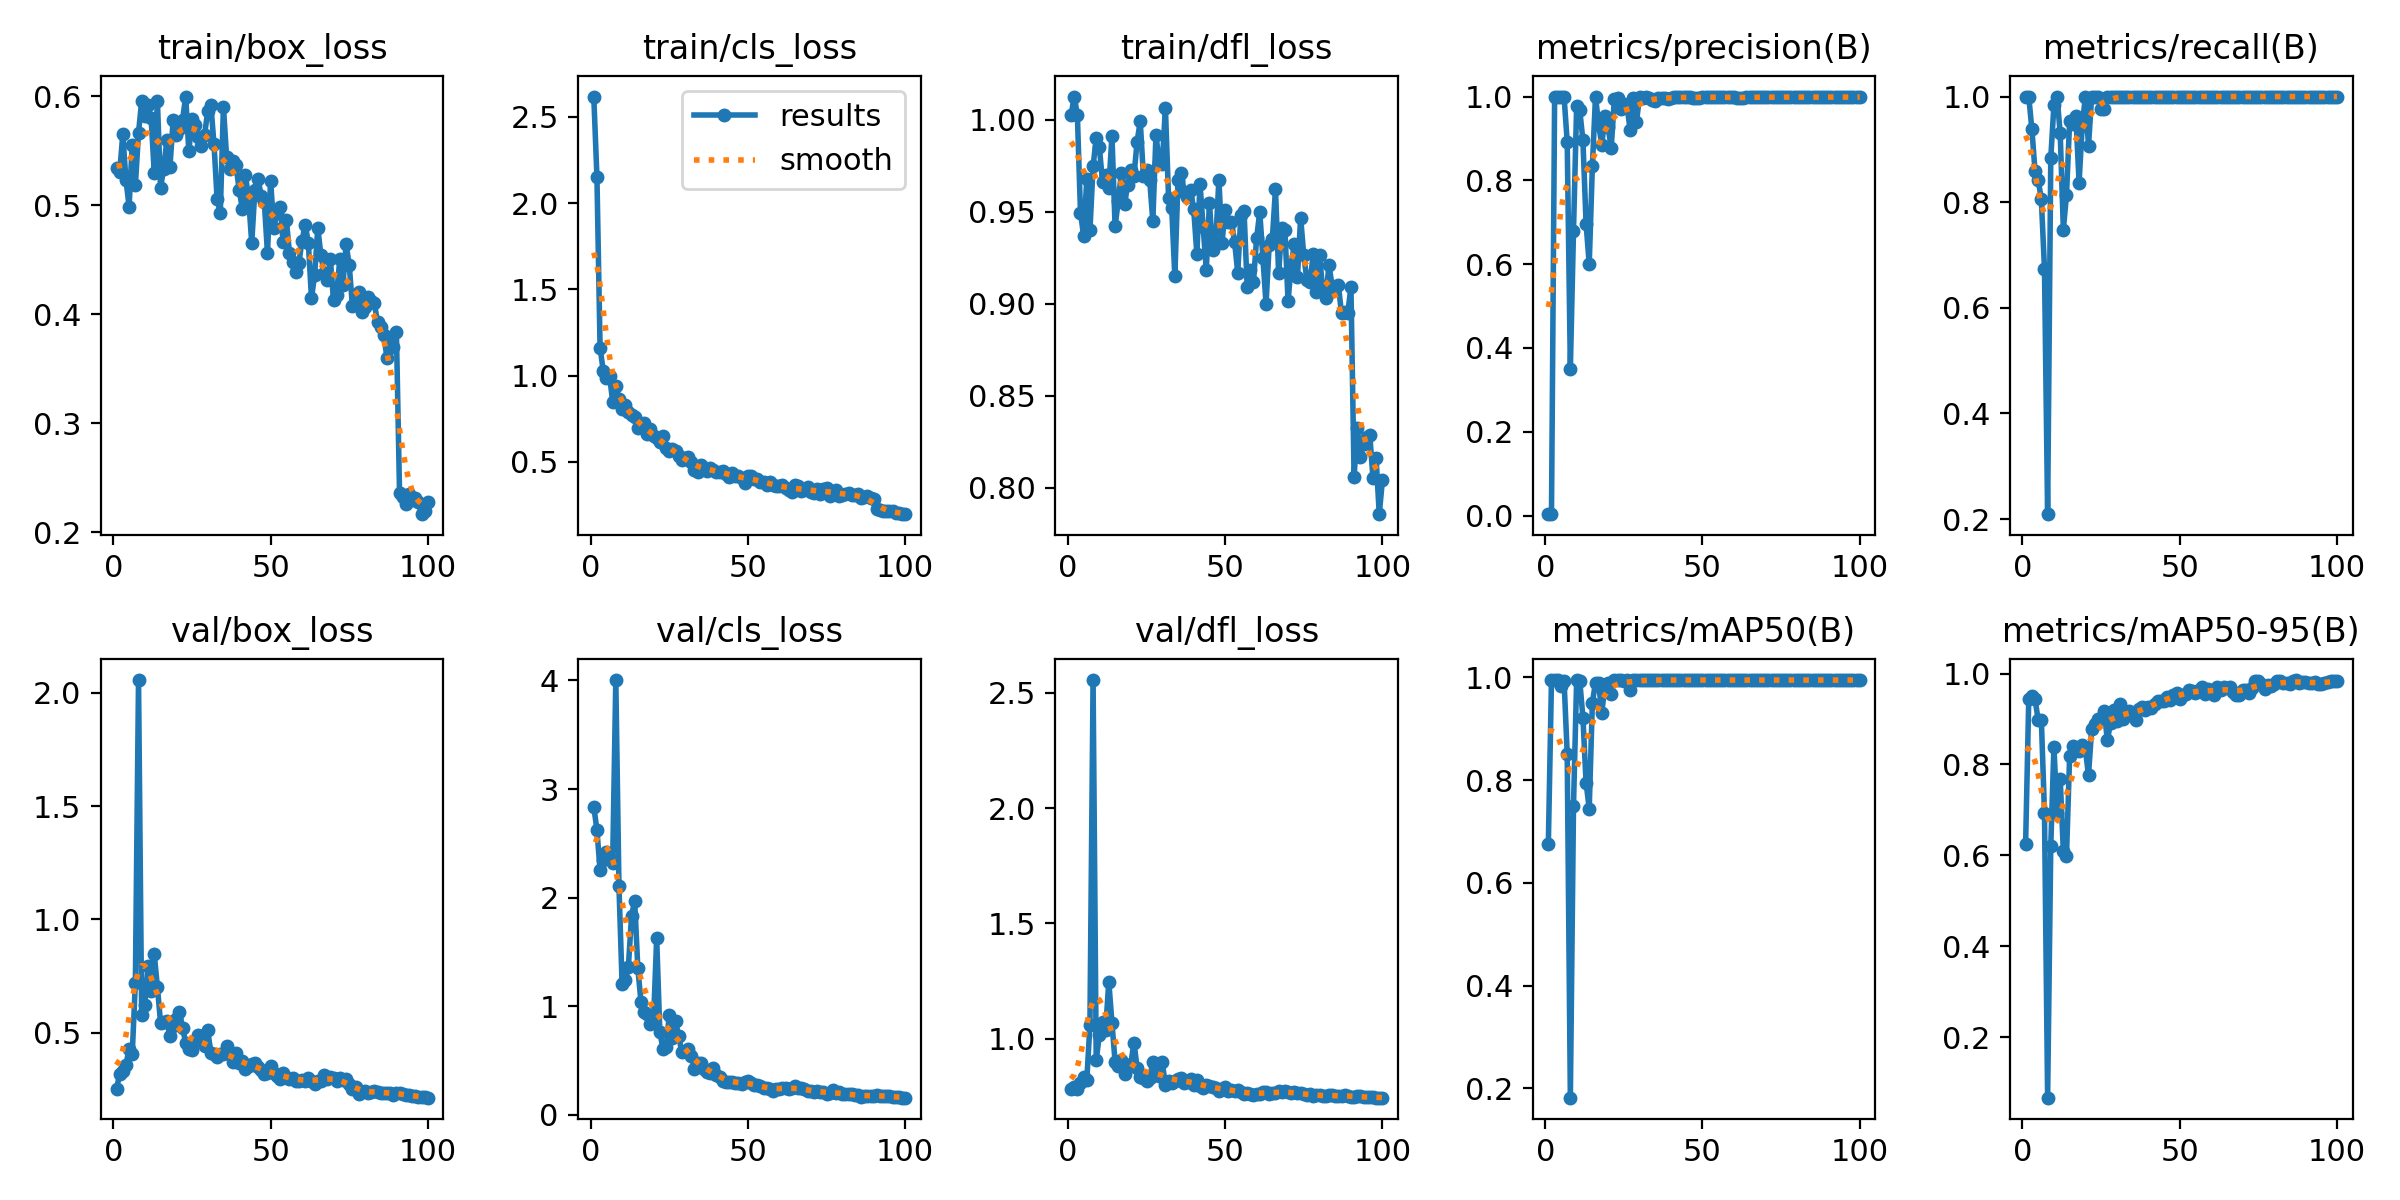 train/box_loss
0.6
0.5
0.4
0.3
0.2
0 50 100
train/cls_loss
results
smooth
2.5
2.0
1.5
1.0
0.5
0 50 100
train/dfl_loss
1.00
0.95
0.90
0.85
0.80
0 50 100
metrics/precision(B)
1.0
0.8
0.6
0.4
0.2
0.0
0 50 100
metrics/recall(B)
1.0
0.8
0.6
0.4
0.2
0 50 100
val/box_loss
2.0
1.5
1.0
0.5
0 50 100
val/cls_loss
4
3
2
1
0
0 50 100
val/dfl_loss
2.5
2.0
1.5
1.0
0 50 100
metrics/mAP50(B)
1.0
0.8
0.6
0.4
0.2
0 50 100
metrics/mAP50-95(B)
1.0
0.8
0.6
0.4
0.2
0 50 100